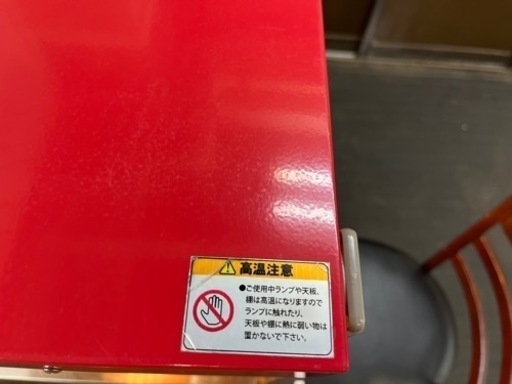 高温注意
●ご使用中ランプや天板、
棚は高温になりますので
ランプに触れたり、
天板や棚に熱に弱い物は
置かないで下さい。